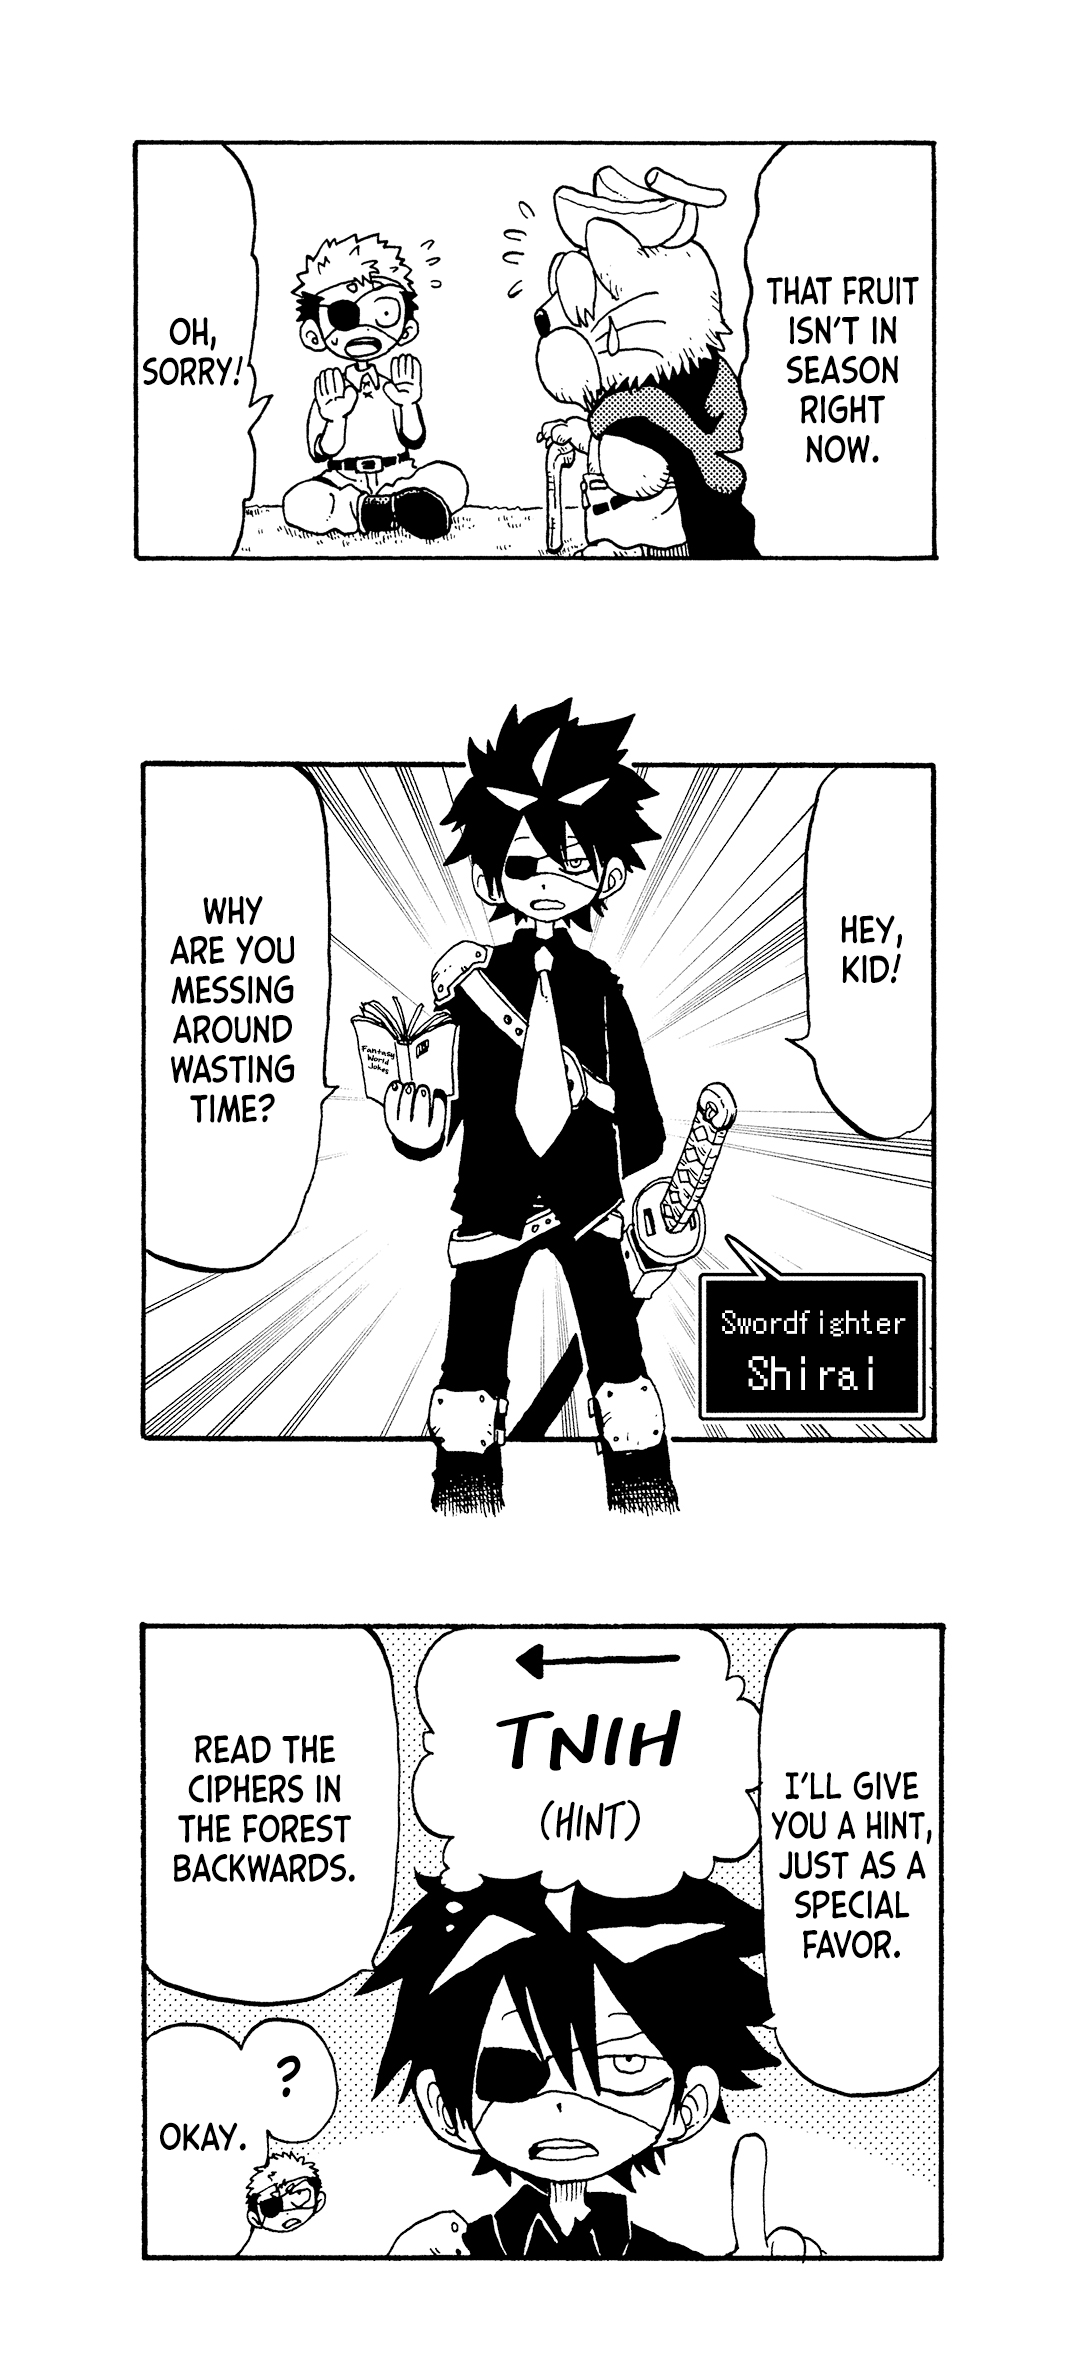 THAT FRUIT
ISN'T IN
SEASON
RIGHT
NOW.
OH,
SORRY!
HEY,
KID!
WHY
ARE YOU
MESSING
AROUND
WASTING
TIME?
Fantasy
World
Jokes
Swordfighter
Shirai
I'LL GIVE
YOU A HINT,
JUST AS A
SPECIAL
FAVOR.
TNIH
(HINT)
READ THE
CIPHERS IN
THE FOREST
BACKWARDS.
?
OKAY.